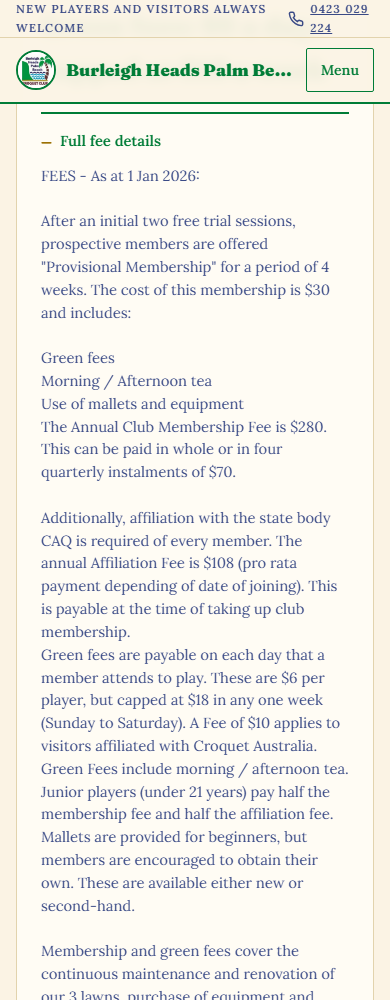 NEW PLAYERS AND VISITORS ALWAYS
WELCOME
0423 029
224
Burleigh Heads Palm Be...
Menu
– Full fee details
FEES - As at 1 Jan 2026:
After an initial two free trial sessions,
prospective members are offered
"Provisional Membership" for a period of 4
weeks. The cost of this membership is $30
and includes:
Green fees
Morning / Afternoon tea
Use of mallets and equipment
The Annual Club Membership Fee is $280.
This can be paid in whole or in four
quarterly instalments of $70.
Additionally, affiliation with the state body
CAQ is required of every member. The
annual Affiliation Fee is $108 (pro rata
payment depending of date of joining). This
is payable at the time of taking up club
membership.
Green fees are payable on each day that a
member attends to play. These are $6 per
player, but capped at $18 in any one week
(Sunday to Saturday). A Fee of $10 applies to
visitors affiliated with Croquet Australia.
Green Fees include morning / afternoon tea.
Junior players (under 21 years) pay half the
membership fee and half the affiliation fee.
Mallets are provided for beginners, but
members are encouraged to obtain their
own. These are available either new or
second-hand.
Membership and green fees cover the
continuous maintenance and renovation of
our 3 lawns, purchase of equipment and